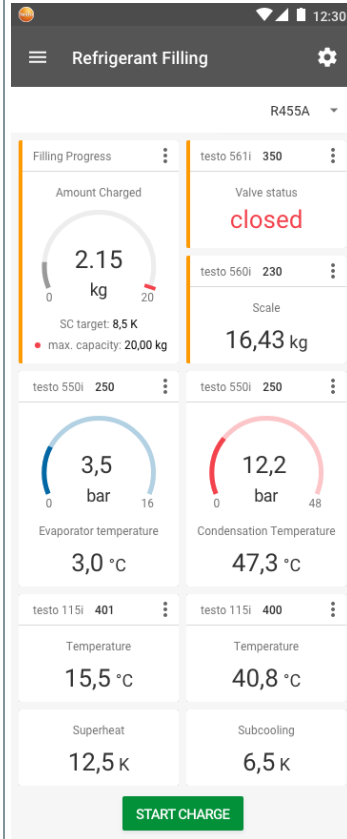 12:30
Refrigerant Filling
R455A
Filling Progress
Amount Charged
2.15
kg
0 20
SC target: 8,5 K
max. capacity: 20,00 kg
testo 561i 350
Valve status
closed
testo 560i 230
Scale
16,43 kg
testo 550i 250
3,5
bar
0 16
Evaporator temperature
3,0 °C
testo 550i 250
12,2
bar
0 48
Condensation Temperature
47,3 °C
testo 115i 401
Temperature
15,5 °C
testo 115i 400
Temperature
40,8 °C
Superheat
12,5 K
Subcooling
6,5 K
START CHARGE